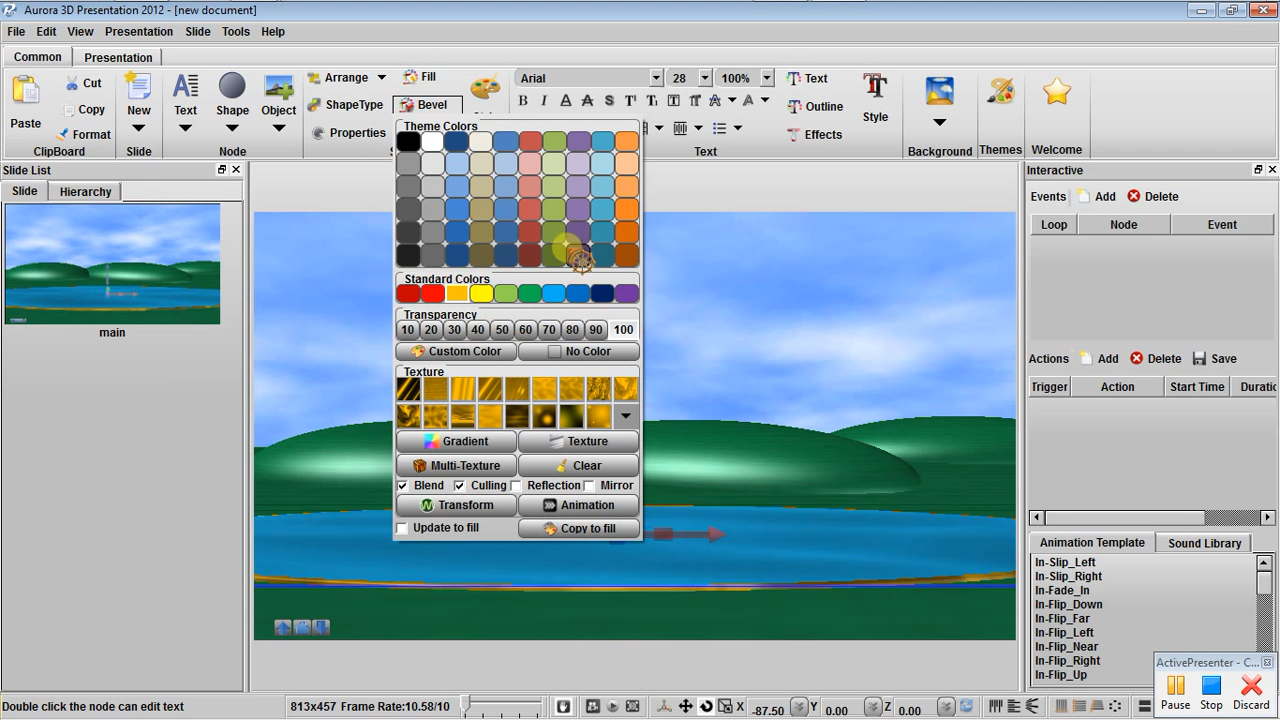 Aurora 3D Presentation 2012 - [new document]
File Edit View Presentation Slide Tools Help
Common Presentation
Paste Cut Copy Format ClipBoard
New Slide
Text Shape Object Node
Arrange ShapeType Properties
Fill Bevel
Arial 28 100%
B I A A S T T T T A A
Text Outline Effects Style
Text
Background Themes Welcome
Slide List
Slide Hierarchy
main
Theme Colors
Standard Colors
Transparency
10 20 30 40 50 60 70 80 90 100
Custom Color No Color
Texture
Gradient Texture
Multi-Texture Clear
Blend Culling Reflection Mirror
Transform Animation
Update to fill Copy to fill
Interactive
Events Add Delete
Loop Node Event
Actions Add Delete Save
Trigger Action Start Time Duratic
Animation Template Sound Library
In-Slip_Left
In-Slip_Right
In-Fade_In
In-Flip_Down
In-Flip_Far
In-Flip_Left
In-Flip_Near
In-Flip_Right
In-Flip_Up
ActivePresenter - C...
Pause Stop Discard
Double click the node can edit text
8139457 Frame Rate:10.58/10
X -87.50 Y 0.00 Z 0.00